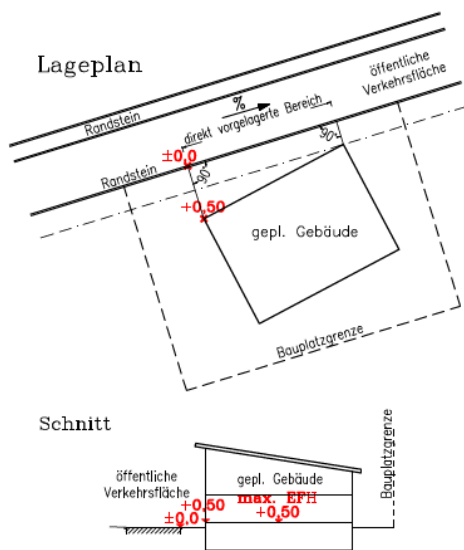 Lageplan
öffentliche
Verkehrsfläche
Randstein
%
direkt vorgelagerte Bereich
90°
±0,0
Randstein
90°
+0,50
gepl. Gebäude
Bauplatzgrenze
Schnitt
Bauplatzgrenze
öffentliche
Verkehrsfläche
gepl. Gebäude
+0,50
max. EFH
±0,0
+0,50